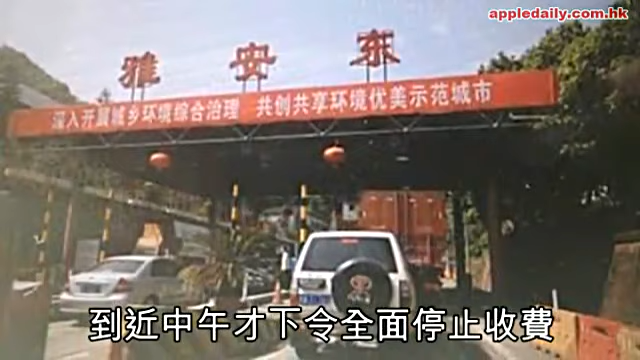 appledaily.com.hk
雅安东
深入开展城乡环境综合治理 共创共享环境优美示范城市
到近中午才下令全面停止收費